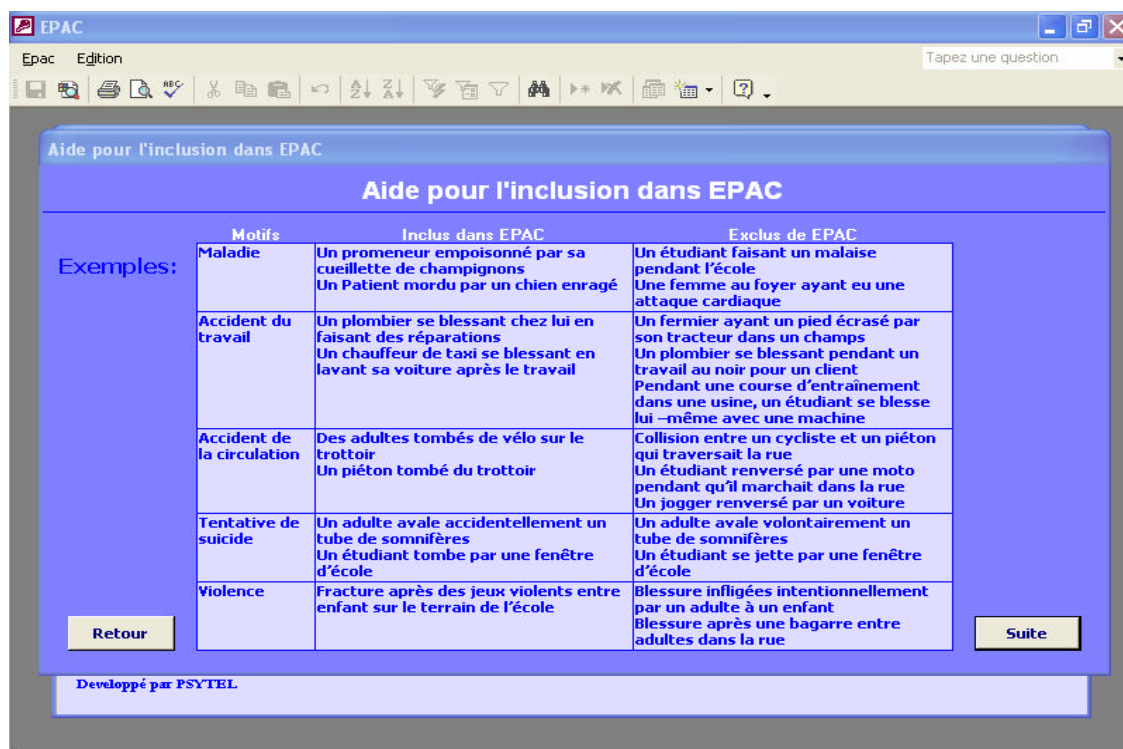 EPAC
Epac Edition
Tapez une question
ABC
Aide pour l'inclusion dans EPAC
Aide pour l'inclusion dans EPAC
Exemples:
Motifs
Inclus dans EPAC
Exclus de EPAC
Maladie
Un promeneur empoisonné par sa
cueillette de champignons
Un Patient mordu par un chien enragé
Un étudiant faisant un malaise
pendant l'école
Une femme au foyer ayant eu une
attaque cardiaque
Accident du
travail
Un plombier se blessant chez lui en
faisant des réparations
Un chauffeur de taxi se blessant en
lavant sa voiture après le travail
Un fermier ayant un pied écrasé par
son tracteur dans un champs
Un plombier se blessant pendant un
travail au noir pour un client
Pendant une course d'entraînement
dans une usine, un étudiant se blesse
lui –même avec une machine
Accident de
la circulation
Des adultes tombés de vélo sur le
trottoir
Un piéton tombé du trottoir
Collision entre un cycliste et un piéton
qui traversait la rue
Un étudiant renversé par une moto
pendant qu'il marchait dans la rue
Un jogger renversé par un voiture
Tentative de
suicide
Un adulte avale accidentellement un
tube de somnifères
Un étudiant tombe par une fenêtre
d'école
Un adulte avale volontairement un
tube de somnifères
Un étudiant se jette par une fenêtre
d'école
Violence
Fracture après des jeux violents entre
enfant sur le terrain de l'école
Blessure infligées intentionnellement
par un adulte à un enfant
Blessure après une bagarre entre
adultes dans la rue
Retour
Suite
Developpé par PSYTEL